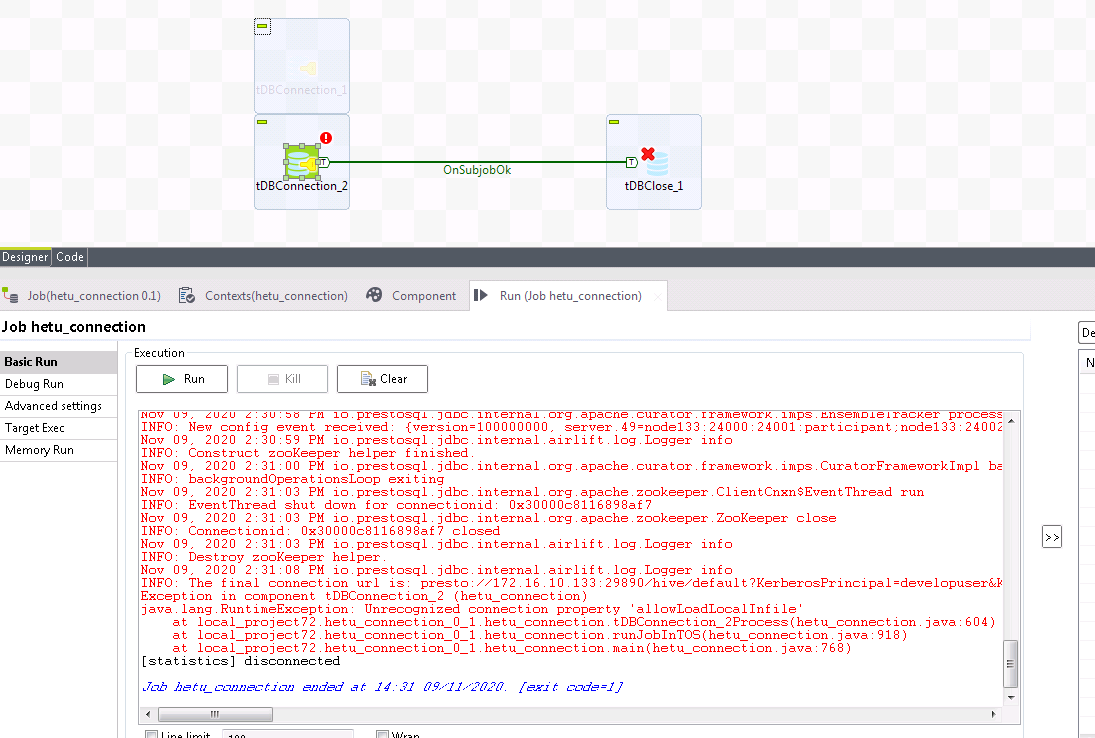 tDBConnection_1
tDBConnection_2
OnSubjobOk
tDBClose_1
Designer
Code
Job(hetu_connection 0.1)
Contexts(hetu_connection)
Component
Run (Job hetu_connection)
Job hetu_connection
De
N
Basic Run
Debug Run
Advanced settings
Target Exec
Memory Run
Execution
Run
Kill
Clear
Nov 09, 2020 2:30:58 PM io.prestosql.jdbc.internal.org.apache.curator.framework.imps.EnsembleTracker process
INFO: New config event received: {version=100000000, server.49=node133:24000:24001:participant;node133:24002
Nov 09, 2020 2:30:59 PM io.prestosql.jdbc.internal.airlift.log.Logger info
INFO: Construct zooKeeper helper finished.
Nov 09, 2020 2:31:00 PM io.prestosql.jdbc.internal.org.apache.curator.framework.imps.CuratorFrameworkImpl ba
INFO: backgroundOperationsLoop exiting
Nov 09, 2020 2:31:03 PM io.prestosql.jdbc.internal.org.apache.zookeeper.ClientCnxn$EventThread run
INFO: EventThread shut down for connectionid: 0x30000c8116898af7
Nov 09, 2020 2:31:03 PM io.prestosql.jdbc.internal.org.apache.zookeeper.ZooKeeper close
INFO: Connectionid: 0x30000c8116898af7 closed
Nov 09, 2020 2:31:03 PM io.prestosql.jdbc.internal.airlift.log.Logger info
INFO: Destroy zooKeeper helper.
Nov 09, 2020 2:31:08 PM io.prestosql.jdbc.internal.airlift.log.Logger info
INFO: The final connection url is: presto://172.16.10.133:29890/hive/default?KerberosPrincipal=developuser&K
Exception in component tDBConnection_2 (hetu_connection)
java.lang.RuntimeException: Unrecognized connection property 'allowLoadLocalInfile'
at local_project72.hetu_connection_0_1.hetu_connection.tDBConnection_2Process(hetu_connection.java:604)
at local_project72.hetu_connection_0_1.hetu_connection.runJobInTOS(hetu_connection.java:918)
at local_project72.hetu_connection_0_1.hetu_connection.main(hetu_connection.java:768)
[statistics] disconnected
Job hetu_connection ended at 14:31 09/11/2020. [exit code=1]
>>
Line limit
100
Wrap